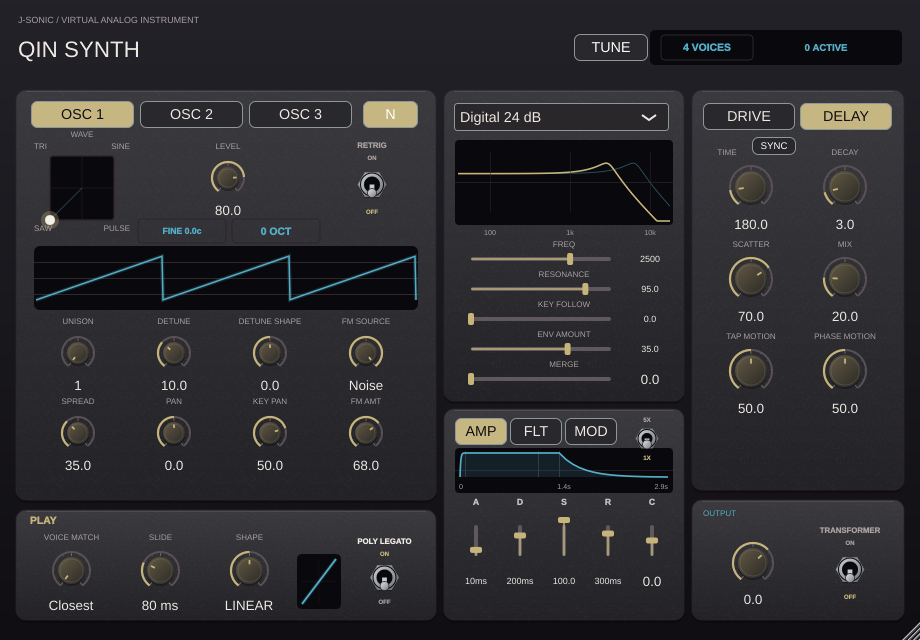 J-SONIC / VIRTUAL ANALOG INSTRUMENT
QIN SYNTH
TUNE
4 VOICES
0 ACTIVE
OSC 1
OSC 2
OSC 3
N
WAVE
TRI
SINE
SAW
PULSE
LEVEL
80.0
RETRIG
ON
OFF
FINE 0.0c
0 OCT
UNISON
DETUNE
DETUNE SHAPE
FM SOURCE
1
10.0
0.0
Noise
SPREAD
PAN
KEY PAN
FM AMT
35.0
0.0
50.0
68.0
PLAY
VOICE MATCH
SLIDE
SHAPE
Closest
80 ms
LINEAR
POLY LEGATO
ON
OFF
Digital 24 dB
100
1k
10k
FREQ
2500
RESONANCE
95.0
KEY FOLLOW
0.0
ENV AMOUNT
35.0
MERGE
0.0
AMP
FLT
MOD
5X
1X
0
1.4s
2.9s
A
D
S
R
C
10ms
200ms
100.0
300ms
0.0
DRIVE
DELAY
TIME
SYNC
DECAY
180.0
3.0
SCATTER
MIX
70.0
20.0
TAP MOTION
PHASE MOTION
50.0
50.0
OUTPUT
0.0
TRANSFORMER
ON
OFF